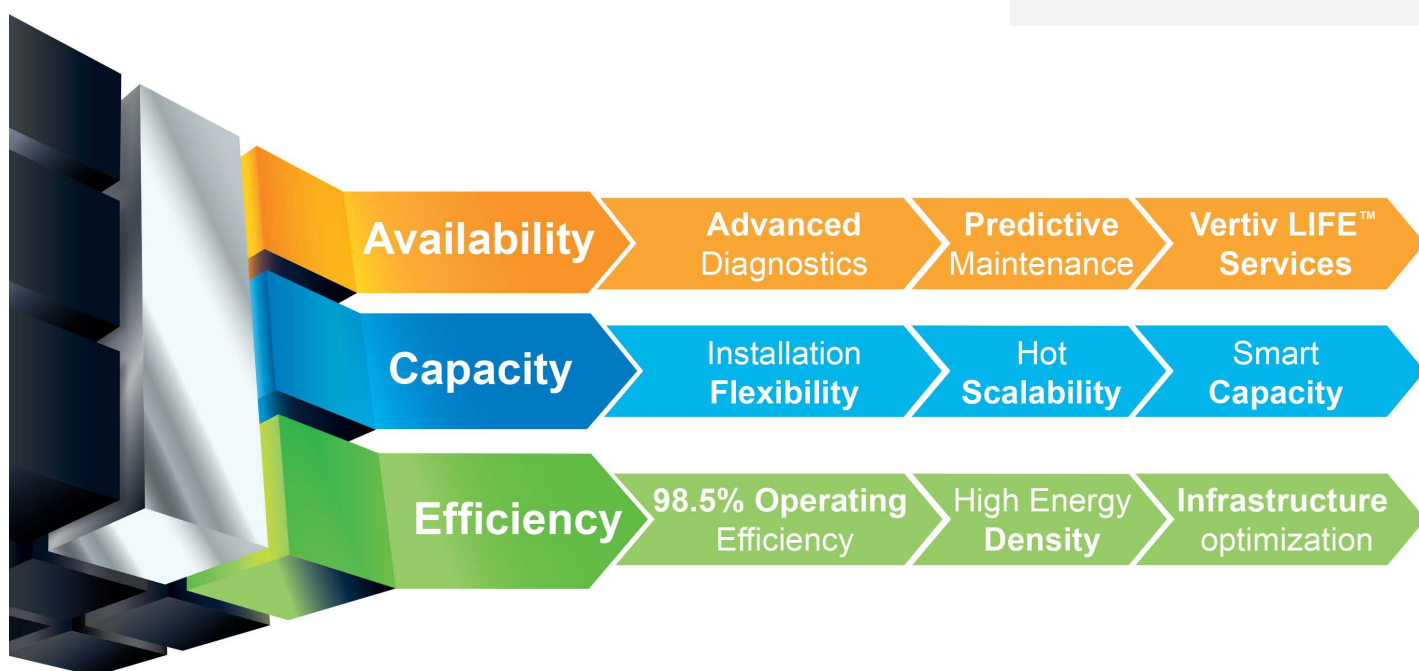 Availability
Advanced
Diagnostics
Predictive
Maintenance
Vertiv LIFE™
Services
Capacity
Installation
Flexibility
Hot
Scalability
Smart
Capacity
Efficiency
98.5% Operating
Efficiency
High Energy
Density
Infrastructure
optimization